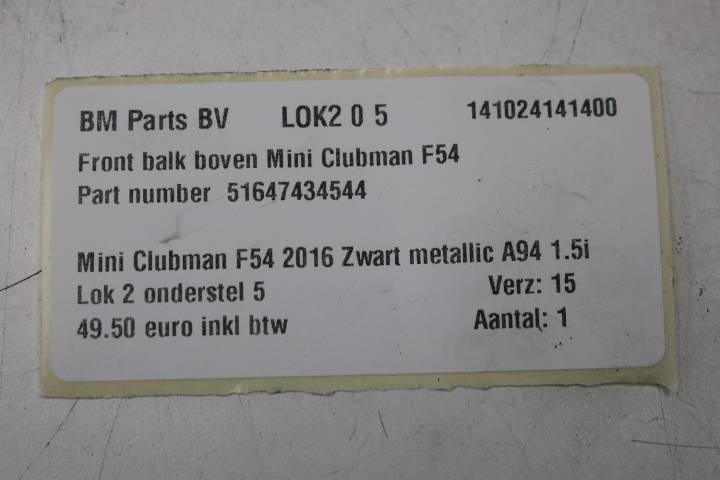 BM Parts BV LOK2 0 5 141024141400
Front balk boven Mini Clubman F54
Part number 51647434544
Mini Clubman F54 2016 Zwart metallic A94 1.5i
Lok 2 onderstel 5 Verz: 15
49.50 euro inkl btw Aantal: 1